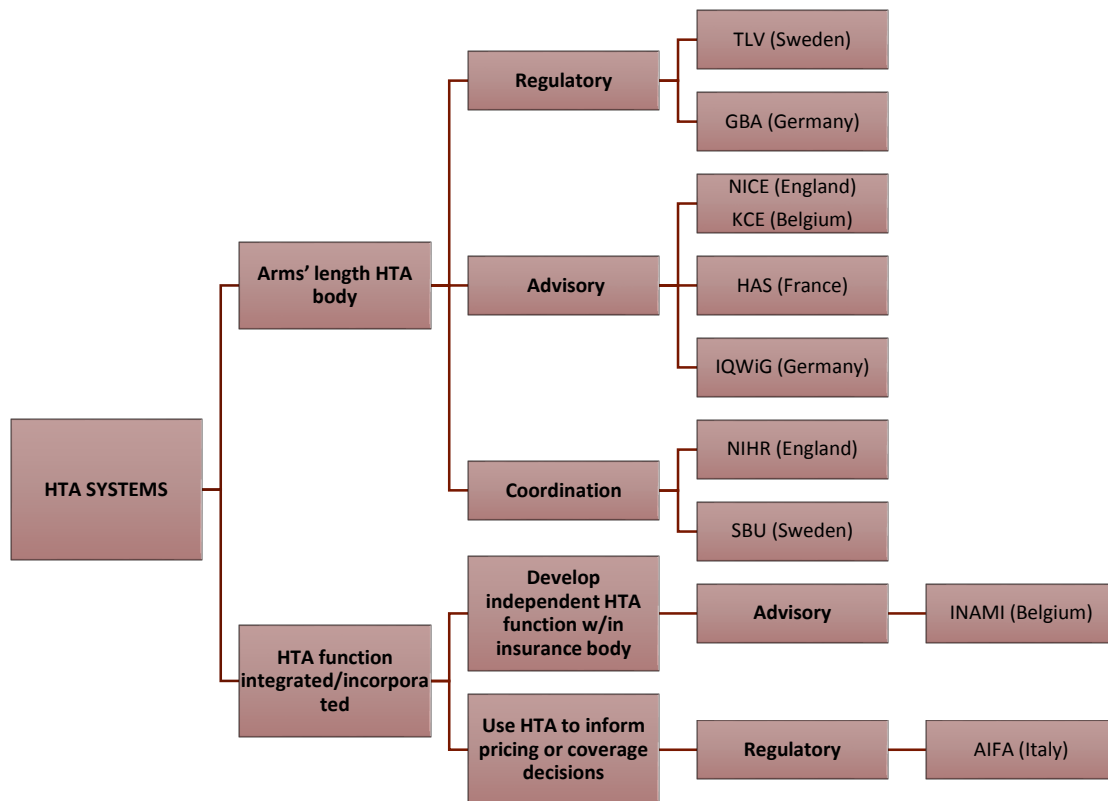 HTA SYSTEMS
Arms’ length HTA
body
Regulatory
TLV (Sweden)
GBA (Germany)
Advisory
NICE (England)
KCE (Belgium)
HAS (France)
IQWiG (Germany)
Coordination
NIHR (England)
SBU (Sweden)
HTA function
integrated/incorpora
ted
Develop
independent HTA
function w/in
insurance body
Advisory
INAMI (Belgium)
Use HTA to inform
pricing or coverage
decisions
Regulatory
AIFA (Italy)